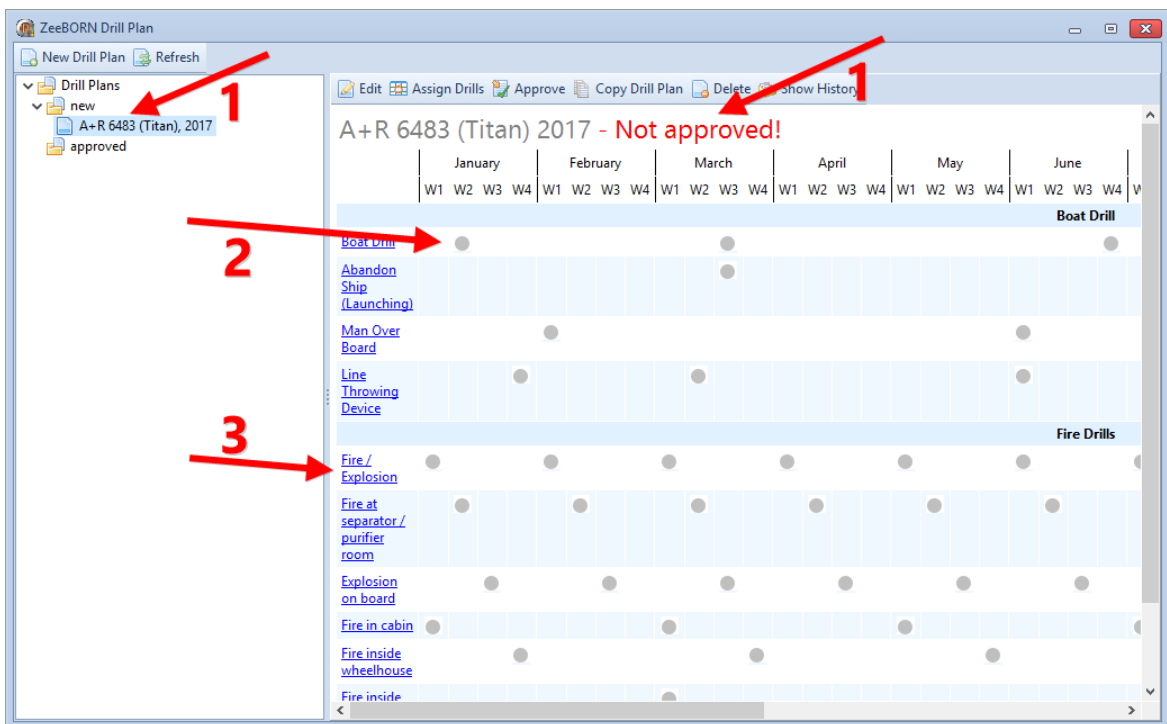 ZeeBORN Drill Plan
New Drill Plan Refresh
Drill Plans
new
A+R 6483 (Titan), 2017
approved
1
Edit Assign Drills Approve Copy Drill Plan Delete Show History
1
A+R 6483 (Titan) 2017 - Not approved!
January February March April May June
W1 W2 W3 W4 W1 W2 W3 W4 W1 W2 W3 W4 W1 W2 W3 W4 W1 W2 W3 W4 W1 W2 W3 W4
Boat Drill
2
Boat Drill
Abandon
Ship
(Launching)
Man Over
Board
Line
Throwing
Device
Fire Drills
3
Fire /
Explosion
Fire at
separator /
purifier
room
Explosion
on board
Fire in cabin
Fire inside
wheelhouse
Fire inside